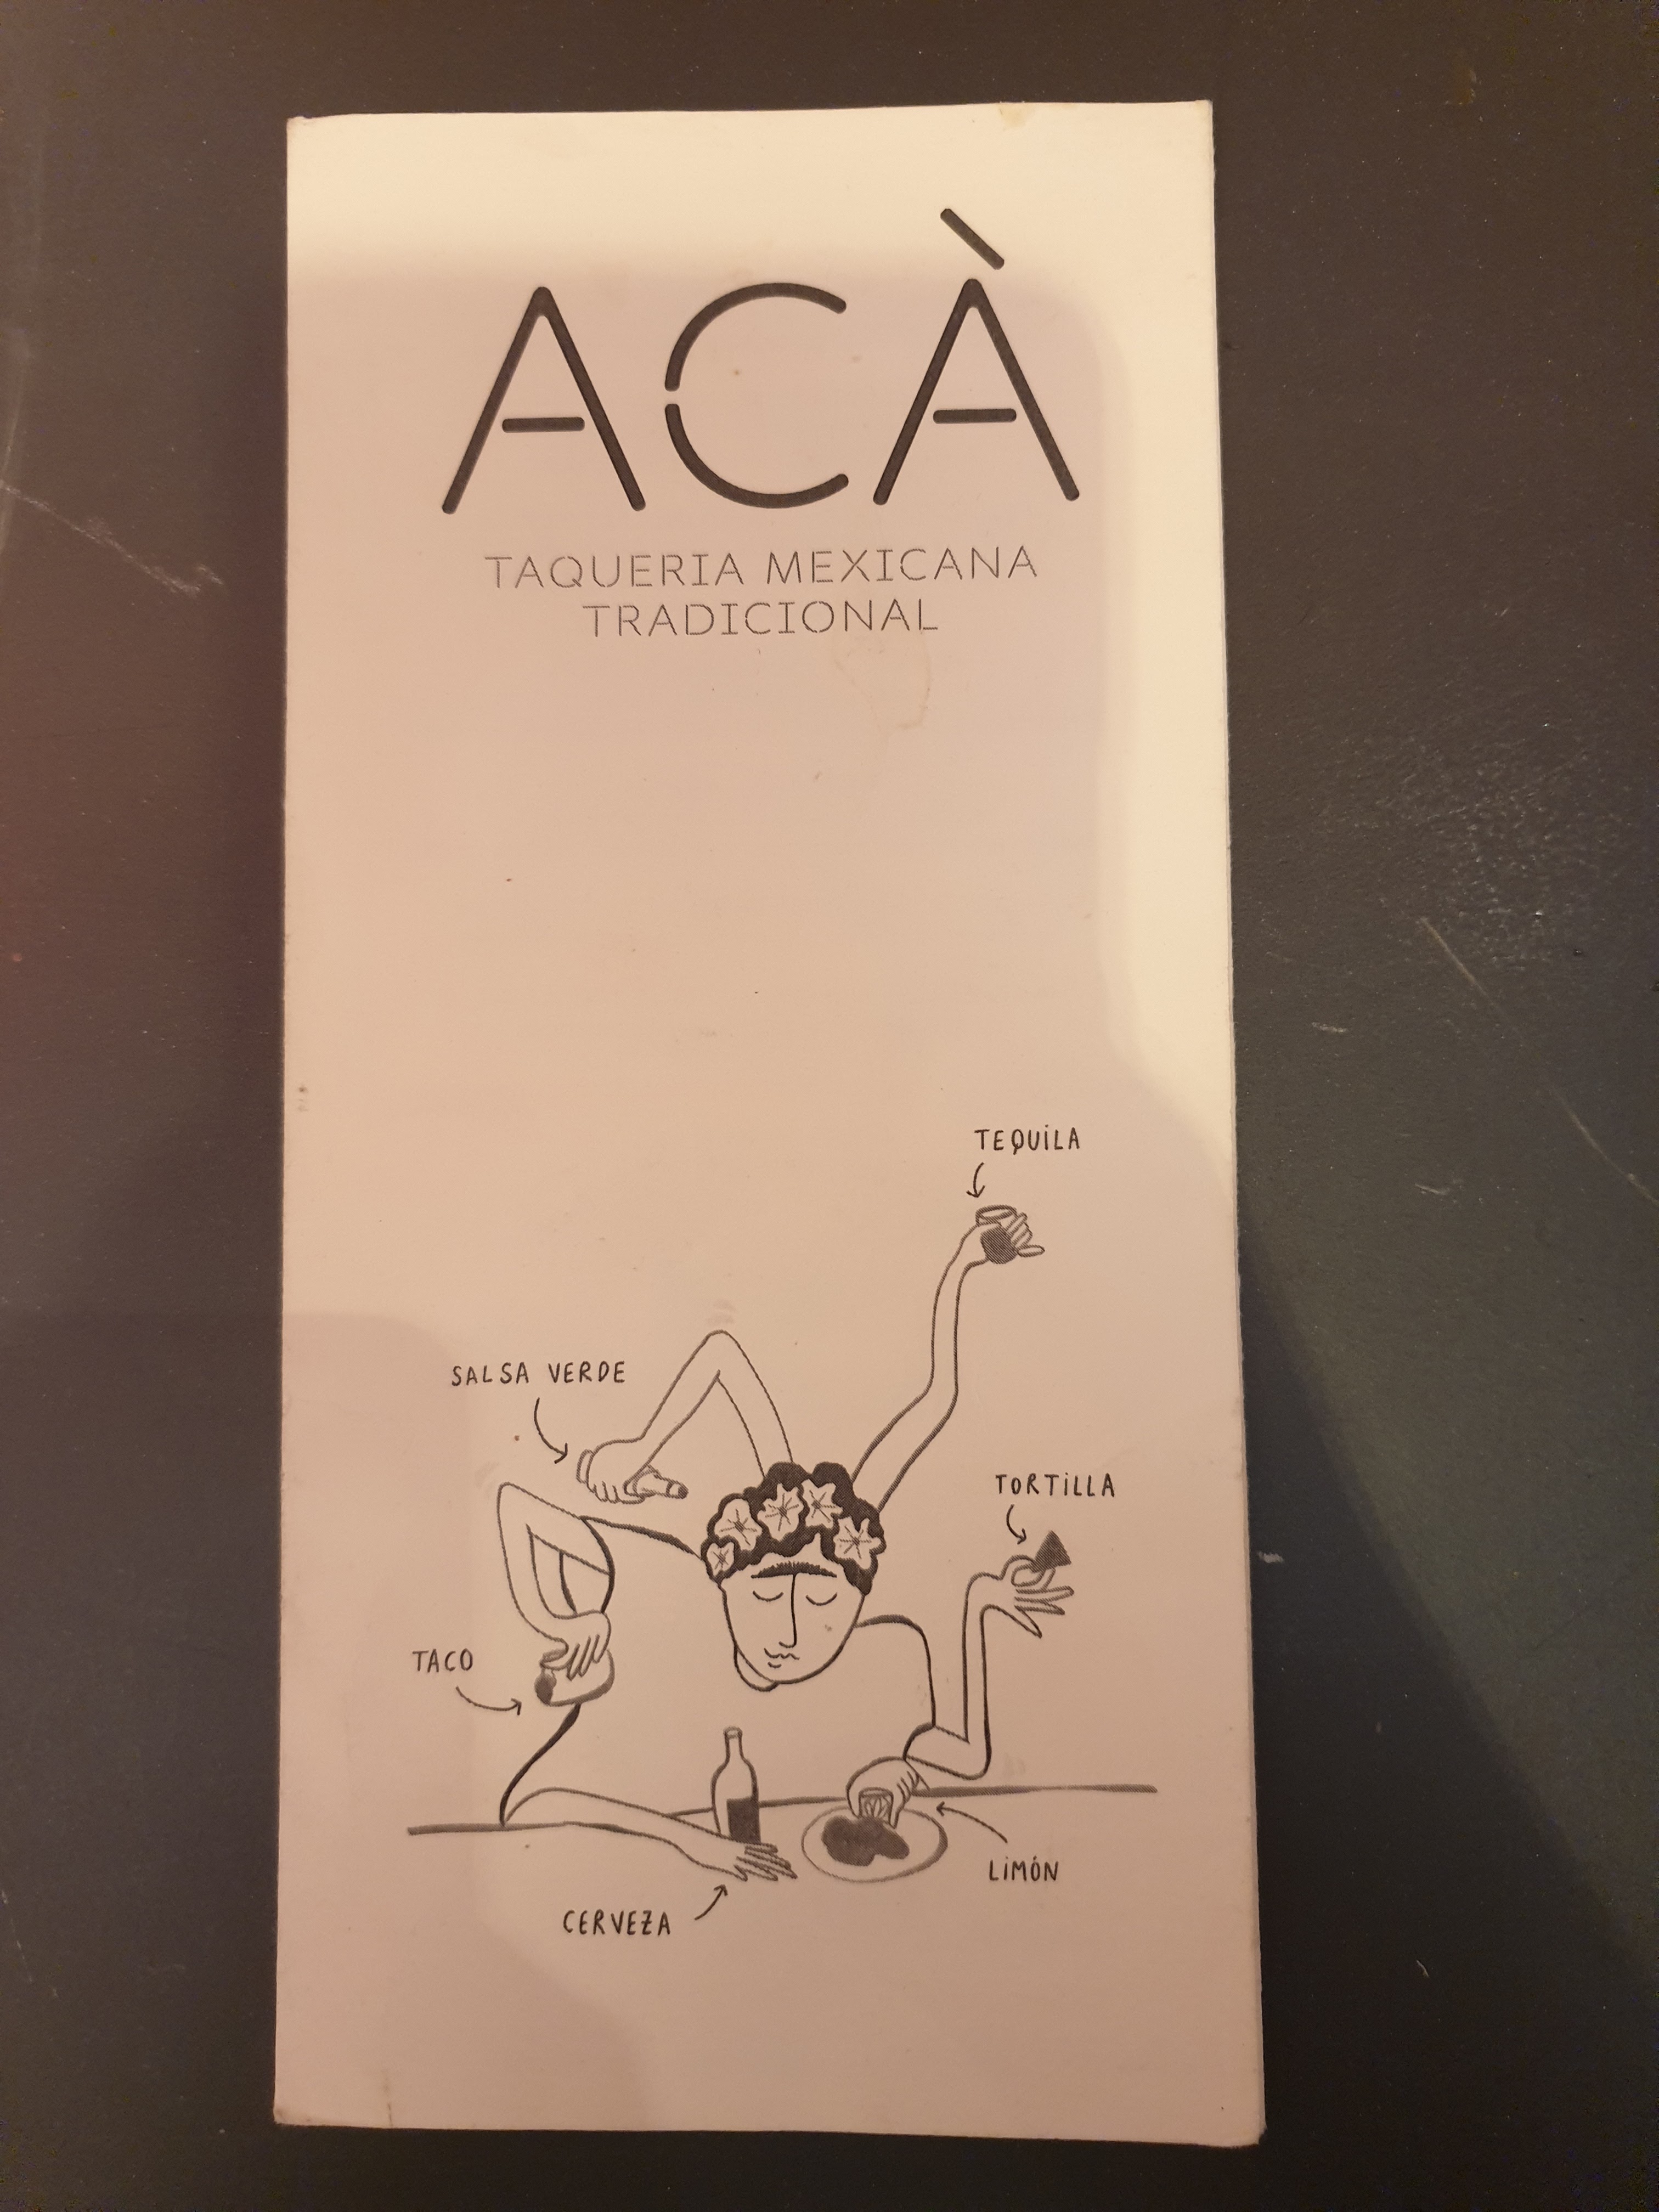 ACÀ
TAQUERIA MEXICANA
TRADICIONAL
TEQUiLA
SALSA VERDE
TORTiLLA
TACO
LiMÓN
CERVEZA